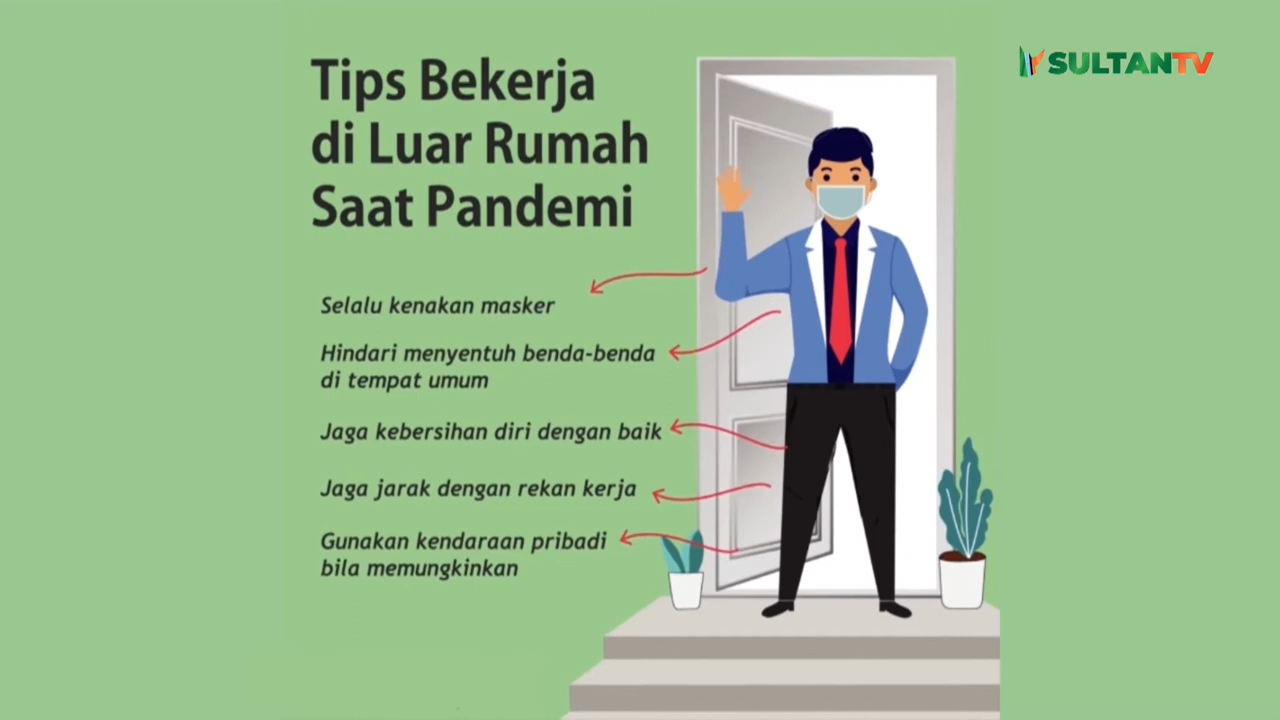 Tips Bekerja
di Luar Rumah
Saat Pandemi
SULTANTV
Selalu kenakan masker
Hindari menyentuh benda-benda
di tempat umum
Jaga kebersihan diri dengan baik
Jaga jarak dengan rekan kerja
Gunakan kendaraan pribadi
bila memungkinkan